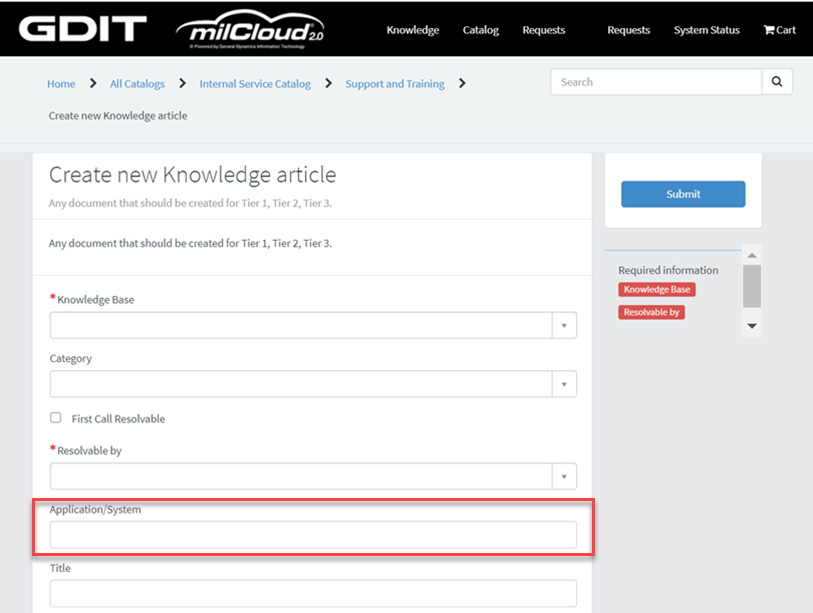 GDIT milCloud 2.0 Knowledge Catalog Requests Requests System Status Cart
® Powered by General Dynamics Information Technology
Home All Catalogs Internal Service Catalog Support and Training Search
Create new Knowledge article
Create new Knowledge article
Any document that should be created for Tier 1, Tier 2, Tier 3.
Submit
Any document that should be created for Tier 1, Tier 2, Tier 3.
Required information
Knowledge Base
Resolvable by
*Knowledge Base
Category
First Call Resolvable
*Resolvable by
Application/System
Title